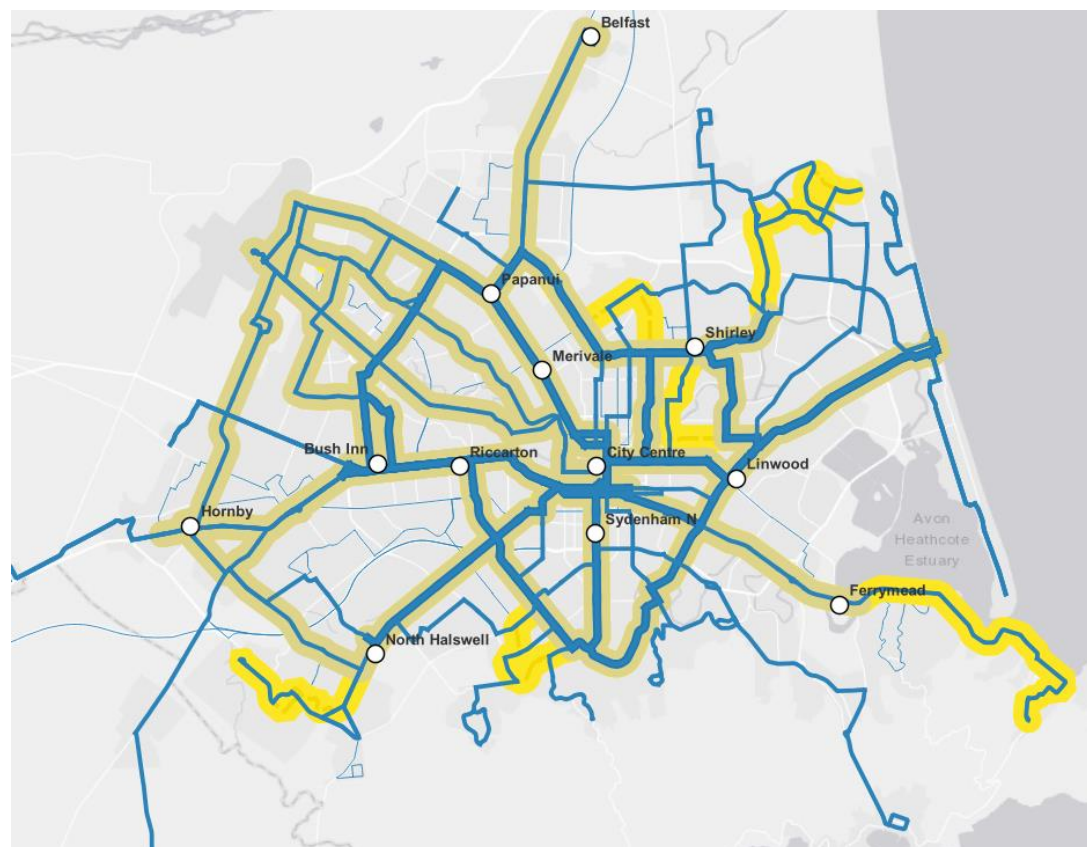 Belfast
Papanui
Shirley
Merivale
Bush Inn
Riccarton
City Centre
Linwood
Hornby
Sydenham N
Avon
Heathcote
Estuary
Ferrymead
North Halswell